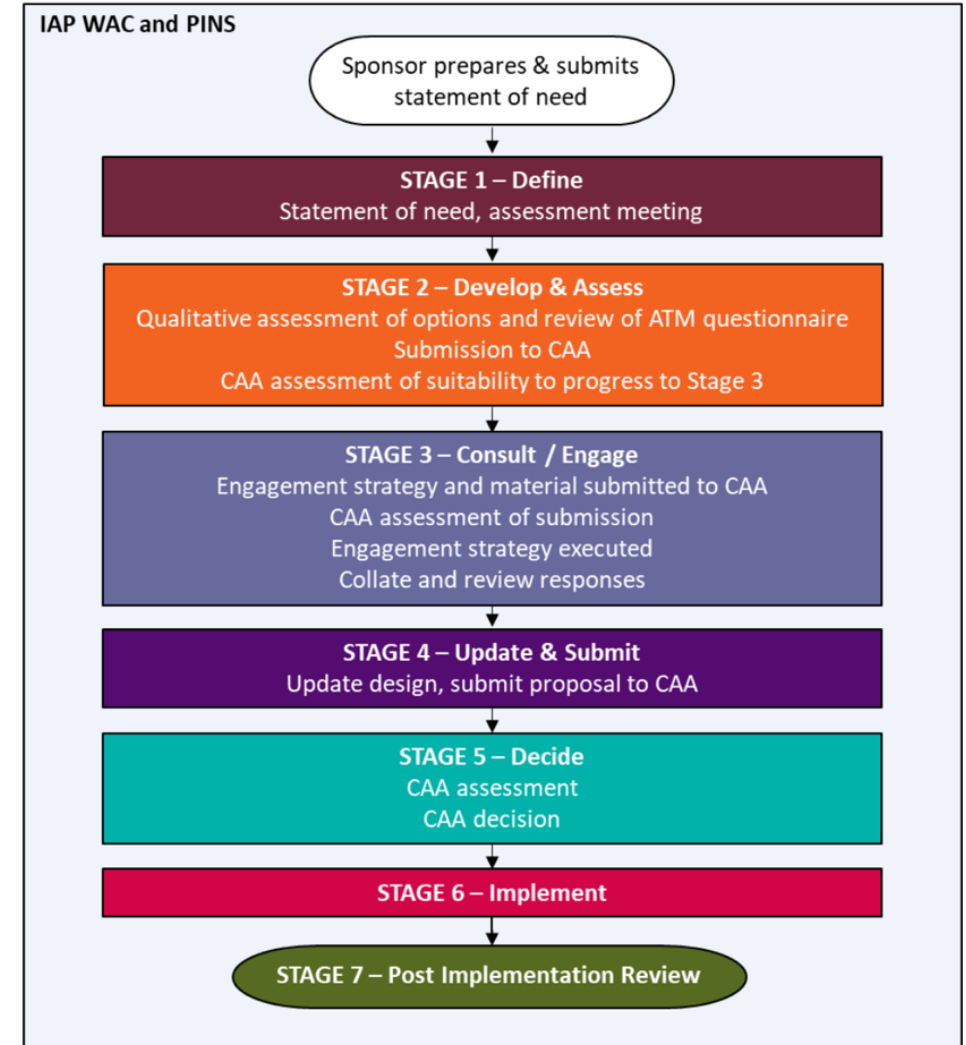 IAP WAC and PINS
Sponsor prepares & submits
statement of need
STAGE 1 – Define
Statement of need, assessment meeting
STAGE 2 – Develop & Assess
Qualitative assessment of options and review of ATM questionnaire
Submission to CAA
CAA assessment of suitability to progress to Stage 3
STAGE 3 – Consult / Engage
Engagement strategy and material submitted to CAA
CAA assessment of submission
Engagement strategy executed
Collate and review responses
STAGE 4 – Update & Submit
Update design, submit proposal to CAA
STAGE 5 – Decide
CAA assessment
CAA decision
STAGE 6 – Implement
STAGE 7 – Post Implementation Review